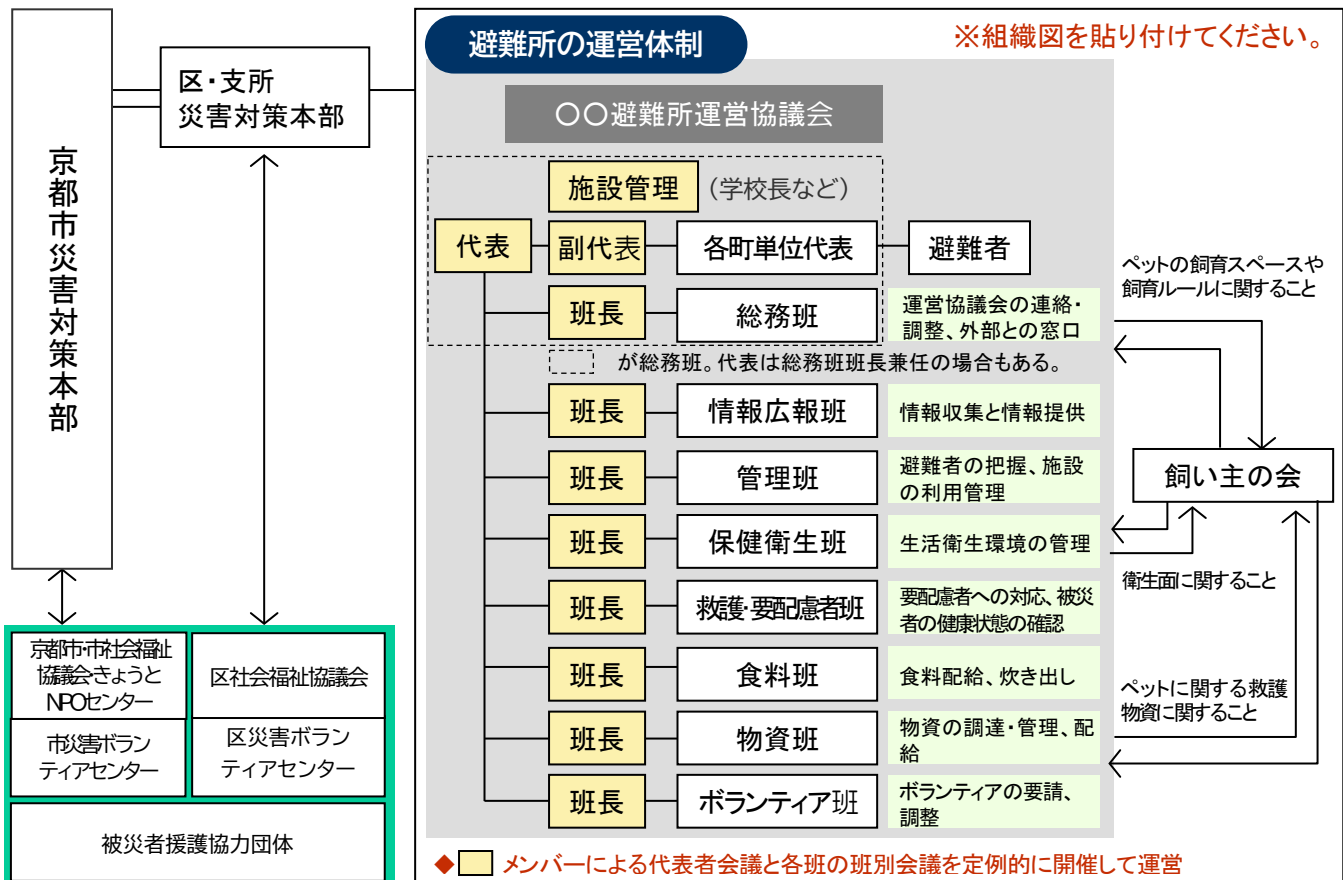 京都市災害対策本部
区・支所
災害対策本部
避難所の運営体制
※組織図を貼り付けてください。
〇〇避難所運営協議会
施設管理
（学校長など）
代表
副代表
各町単位代表
避難者
班長
総務班
運営協議会の連絡・
調整、外部との窓口
が総務班。代表は総務班班長兼任の場合もある。
班長
情報広報班
情報収集と情報提供
班長
管理班
避難者の把握、施設
の利用管理
班長
保健衛生班
生活衛生環境の管理
班長
救護・要配慮者班
要配慮者への対応、被災
者の健康状態の確認
班長
食料班
食料配給、炊き出し
班長
物資班
物資の調達・管理、配
給
班長
ボランティア班
ボランティアの要請、
調整
◆ メンバーによる代表者会議と各班の班別会議を定例的に開催して運営
ペットの飼育スペースや
飼育ルールに関すること
飼い主の会
衛生面に関すること
ペットに関する救護
物資に関すること
京都市・市社会福祉
協議会・きょうと
NPOセンター
区社会福祉協議会
市災害ボラン
ティアセンター
区災害ボラン
ティアセンター
被災者援護協力団体